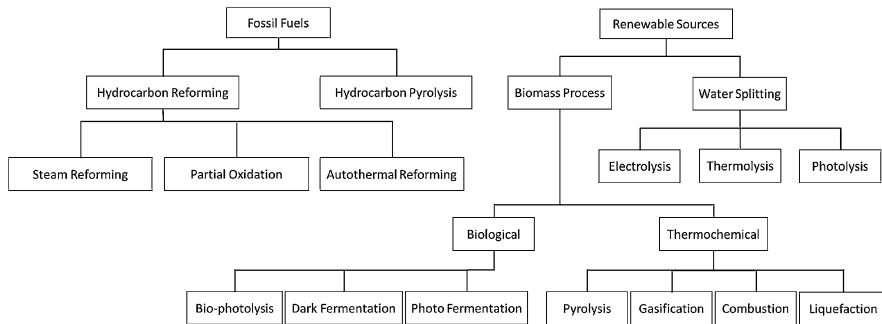 Fossil Fuels
Renewable Sources
Hydrocarbon Reforming
Hydrocarbon Pyrolysis
Biomass Process
Water Splitting
Steam Reforming
Partial Oxidation
Autothermal Reforming
Electrolysis
Thermolysis
Photolysis
Biological
Thermochemical
Bio-photolysis
Dark Fermentation
Photo Fermentation
Pyrolysis
Gasification
Combustion
Liquefaction